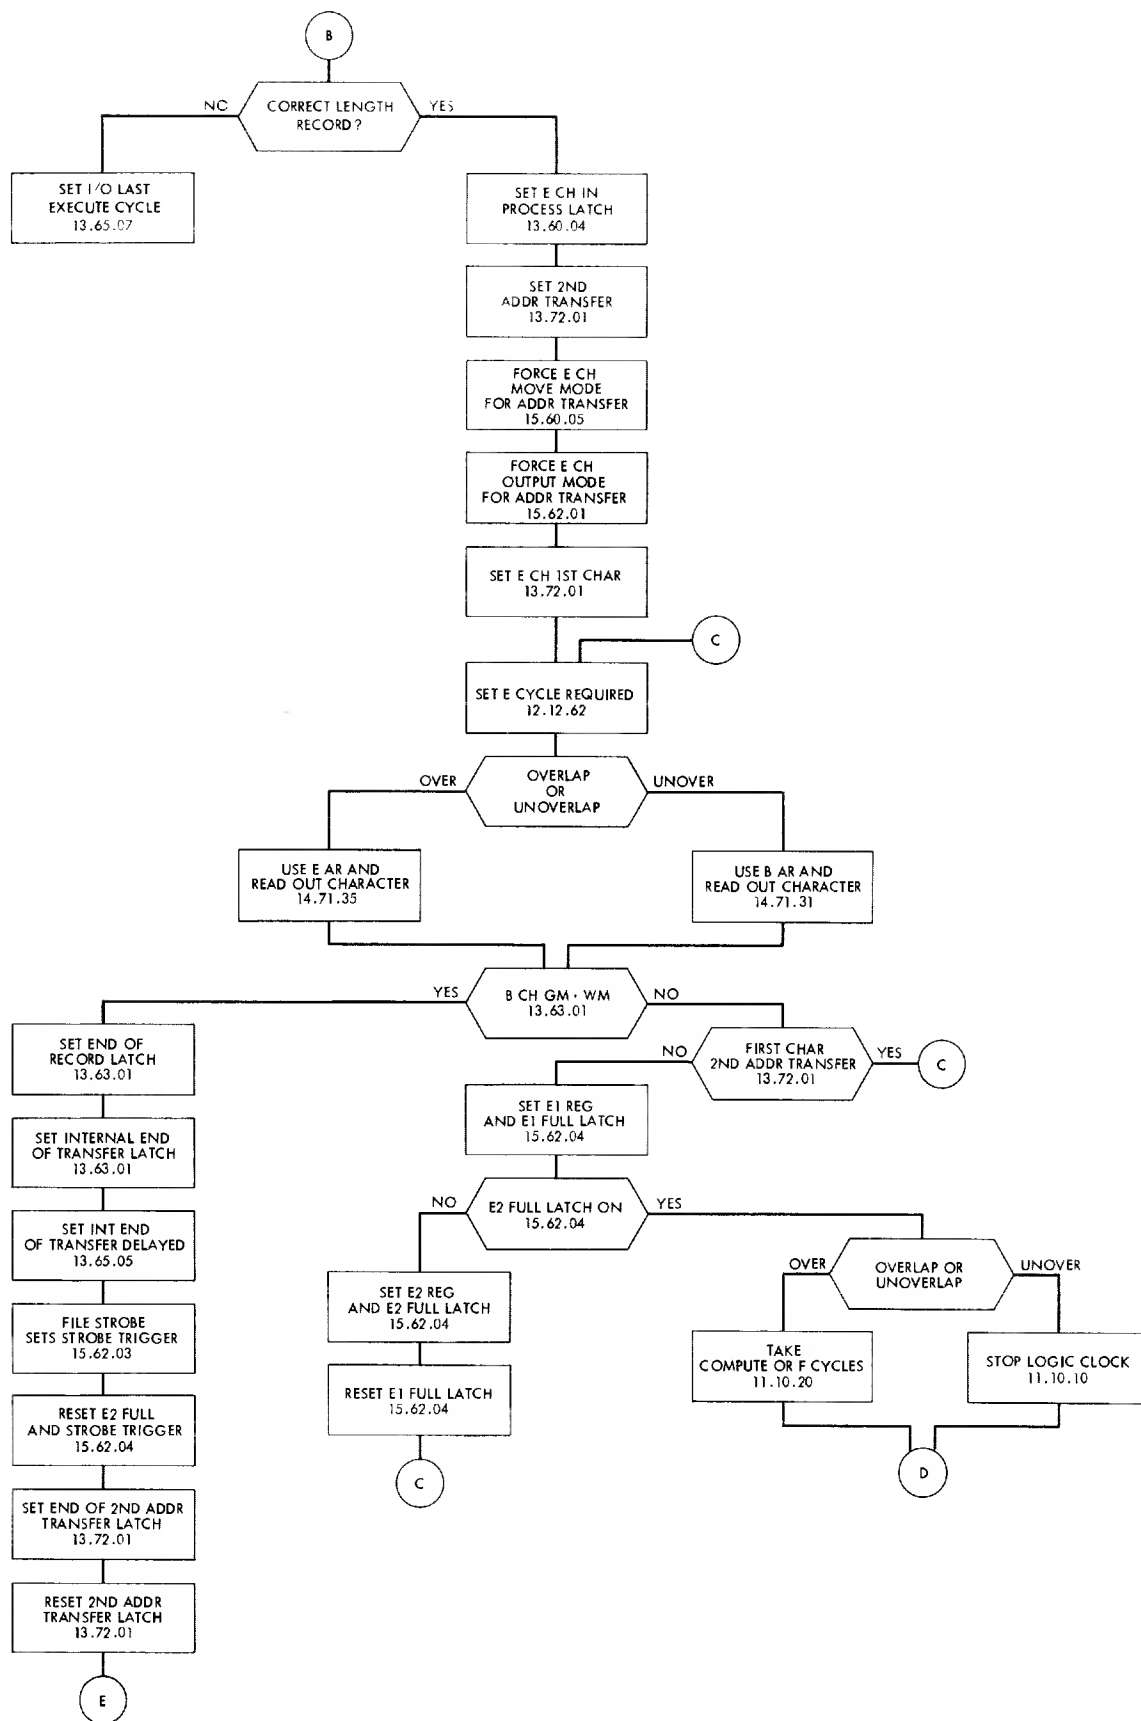 B
CORRECT LENGTH
RECORD?
NO
YES
SET I/O LAST
EXECUTE CYCLE
13.65.07
SET E CH IN
PROCESS LATCH
13.60.04
SET 2ND
ADDR TRANSFER
13.72.01
FORCE E CH
MOVE MODE
FOR ADDR TRANSFER
15.60.05
FORCE E CH
OUTPUT MODE
FOR ADDR TRANSFER
15.62.01
SET E CH 1ST CHAR
13.72.01
C
SET E CYCLE REQUIRED
12.12.62
OVER
OVERLAP
OR
UNOVERLAP
UNOVER
USE E AR AND
READ OUT CHARACTER
14.71.35
USE B AR AND
READ OUT CHARACTER
14.71.31
YES
B CH GM · WM
13.63.01
NO
SET END OF
RECORD LATCH
13.63.01
NO
FIRST CHAR
2ND ADDR TRANSFER
13.72.01
YES
C
SET E1 REG
AND E1 FULL LATCH
15.62.04
SET INTERNAL END
OF TRANSFER LATCH
13.63.01
NO
E2 FULL LATCH ON
15.62.04
YES
SET INT END
OF TRANSFER DELAYED
13.65.05
OVER
OVERLAP OR
UNOVERLAP
UNOVER
SET E2 REG
AND E2 FULL LATCH
15.62.04
FILE STROBE
SETS STROBE TRIGGER
15.62.03
TAKE
COMPUTE OR F CYCLES
11.10.20
STOP LOGIC CLOCK
11.10.10
RESET E1 FULL LATCH
15.62.04
RESET E2 FULL
AND STROBE TRIGGER
15.62.04
C
D
SET END OF 2ND ADDR
TRANSFER LATCH
13.72.01
RESET 2ND ADDR
TRANSFER LATCH
13.72.01
E